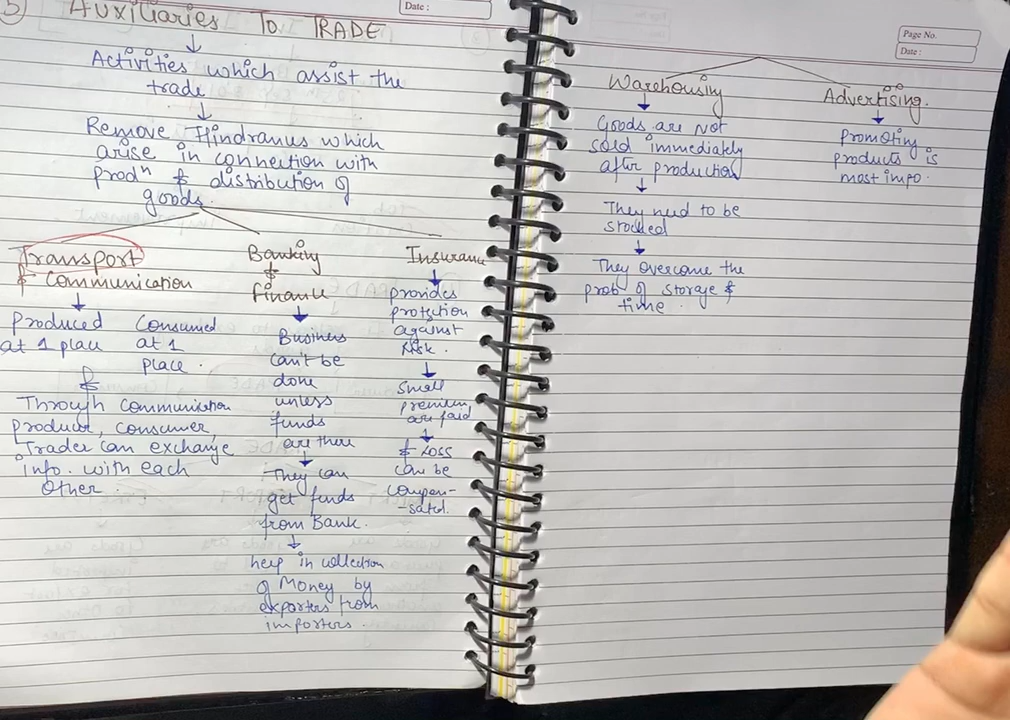 5) AUXILIARIES TO TRADE
Date :
Activities which assist the
trade
Remove Hindranus which
arise in connection with
prodⁿ & distribution of
goods.
Transport
& Communication
Produced
at 1 place
Consumed
at 1
place.
&
Through communication
producer, consumer,
Trader can exchange
info. with each
other.
Banking
&
finance
Business
can't be
done
unless
funds
are there
They can
get funds
from Bank.
help in collection
of Money by
exporters from
importers.
Insurance
provides
protection
against
Risk.
Small
premium
are paid
& Loss
can be
compen-
-sated.
Page No.
Date :
Warehousing
Goods are Not
sold immediately
after production
They need to be
stocked
They overcome the
prob of storage &
time.
Advertising.
Promoting
products is
most impo.